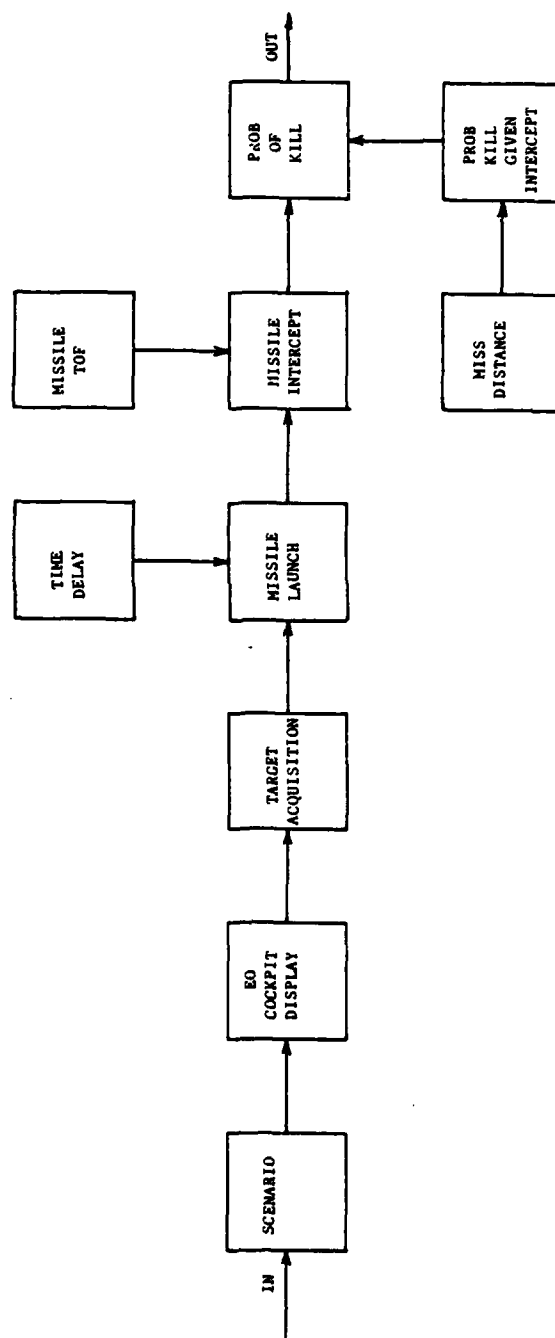 MISSILE
TOF
TIME
DELAY
IN
SCENARIO
EO
COCKPIT
DISPLAY
TARGET
ACQUISITION
MISSILE
LAUNCH
MISSILE
INTERCEPT
PROB
OF
KILL
OUT
MISS
DISTANCE
PROB
KILL
GIVEN
INTERCEPT